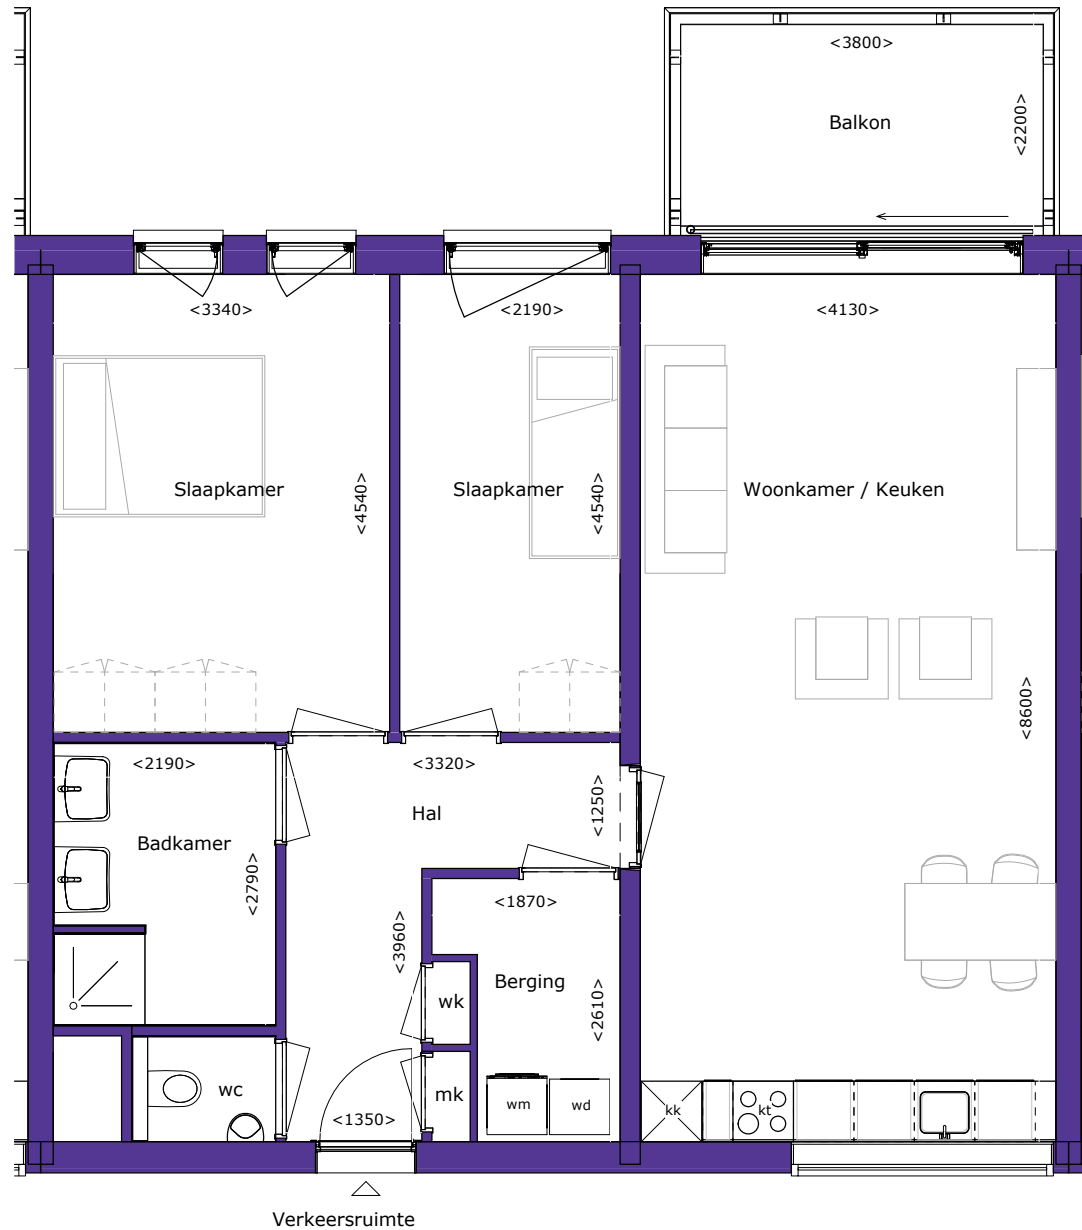 <3800>
<2200>
Balkon
<3340>
<2190>
<4130>
Slaapkamer
<4540>
Slaapkamer
<4540>
Woonkamer / Keuken
<8600>
<2190>
<3320>
<1250>
Hal
Badkamer
<2790>
<1870>
<3960>
Berging
wk
<2610>
wc
mk
wm
wd
kk
kt
<1350>
Verkeersruimte